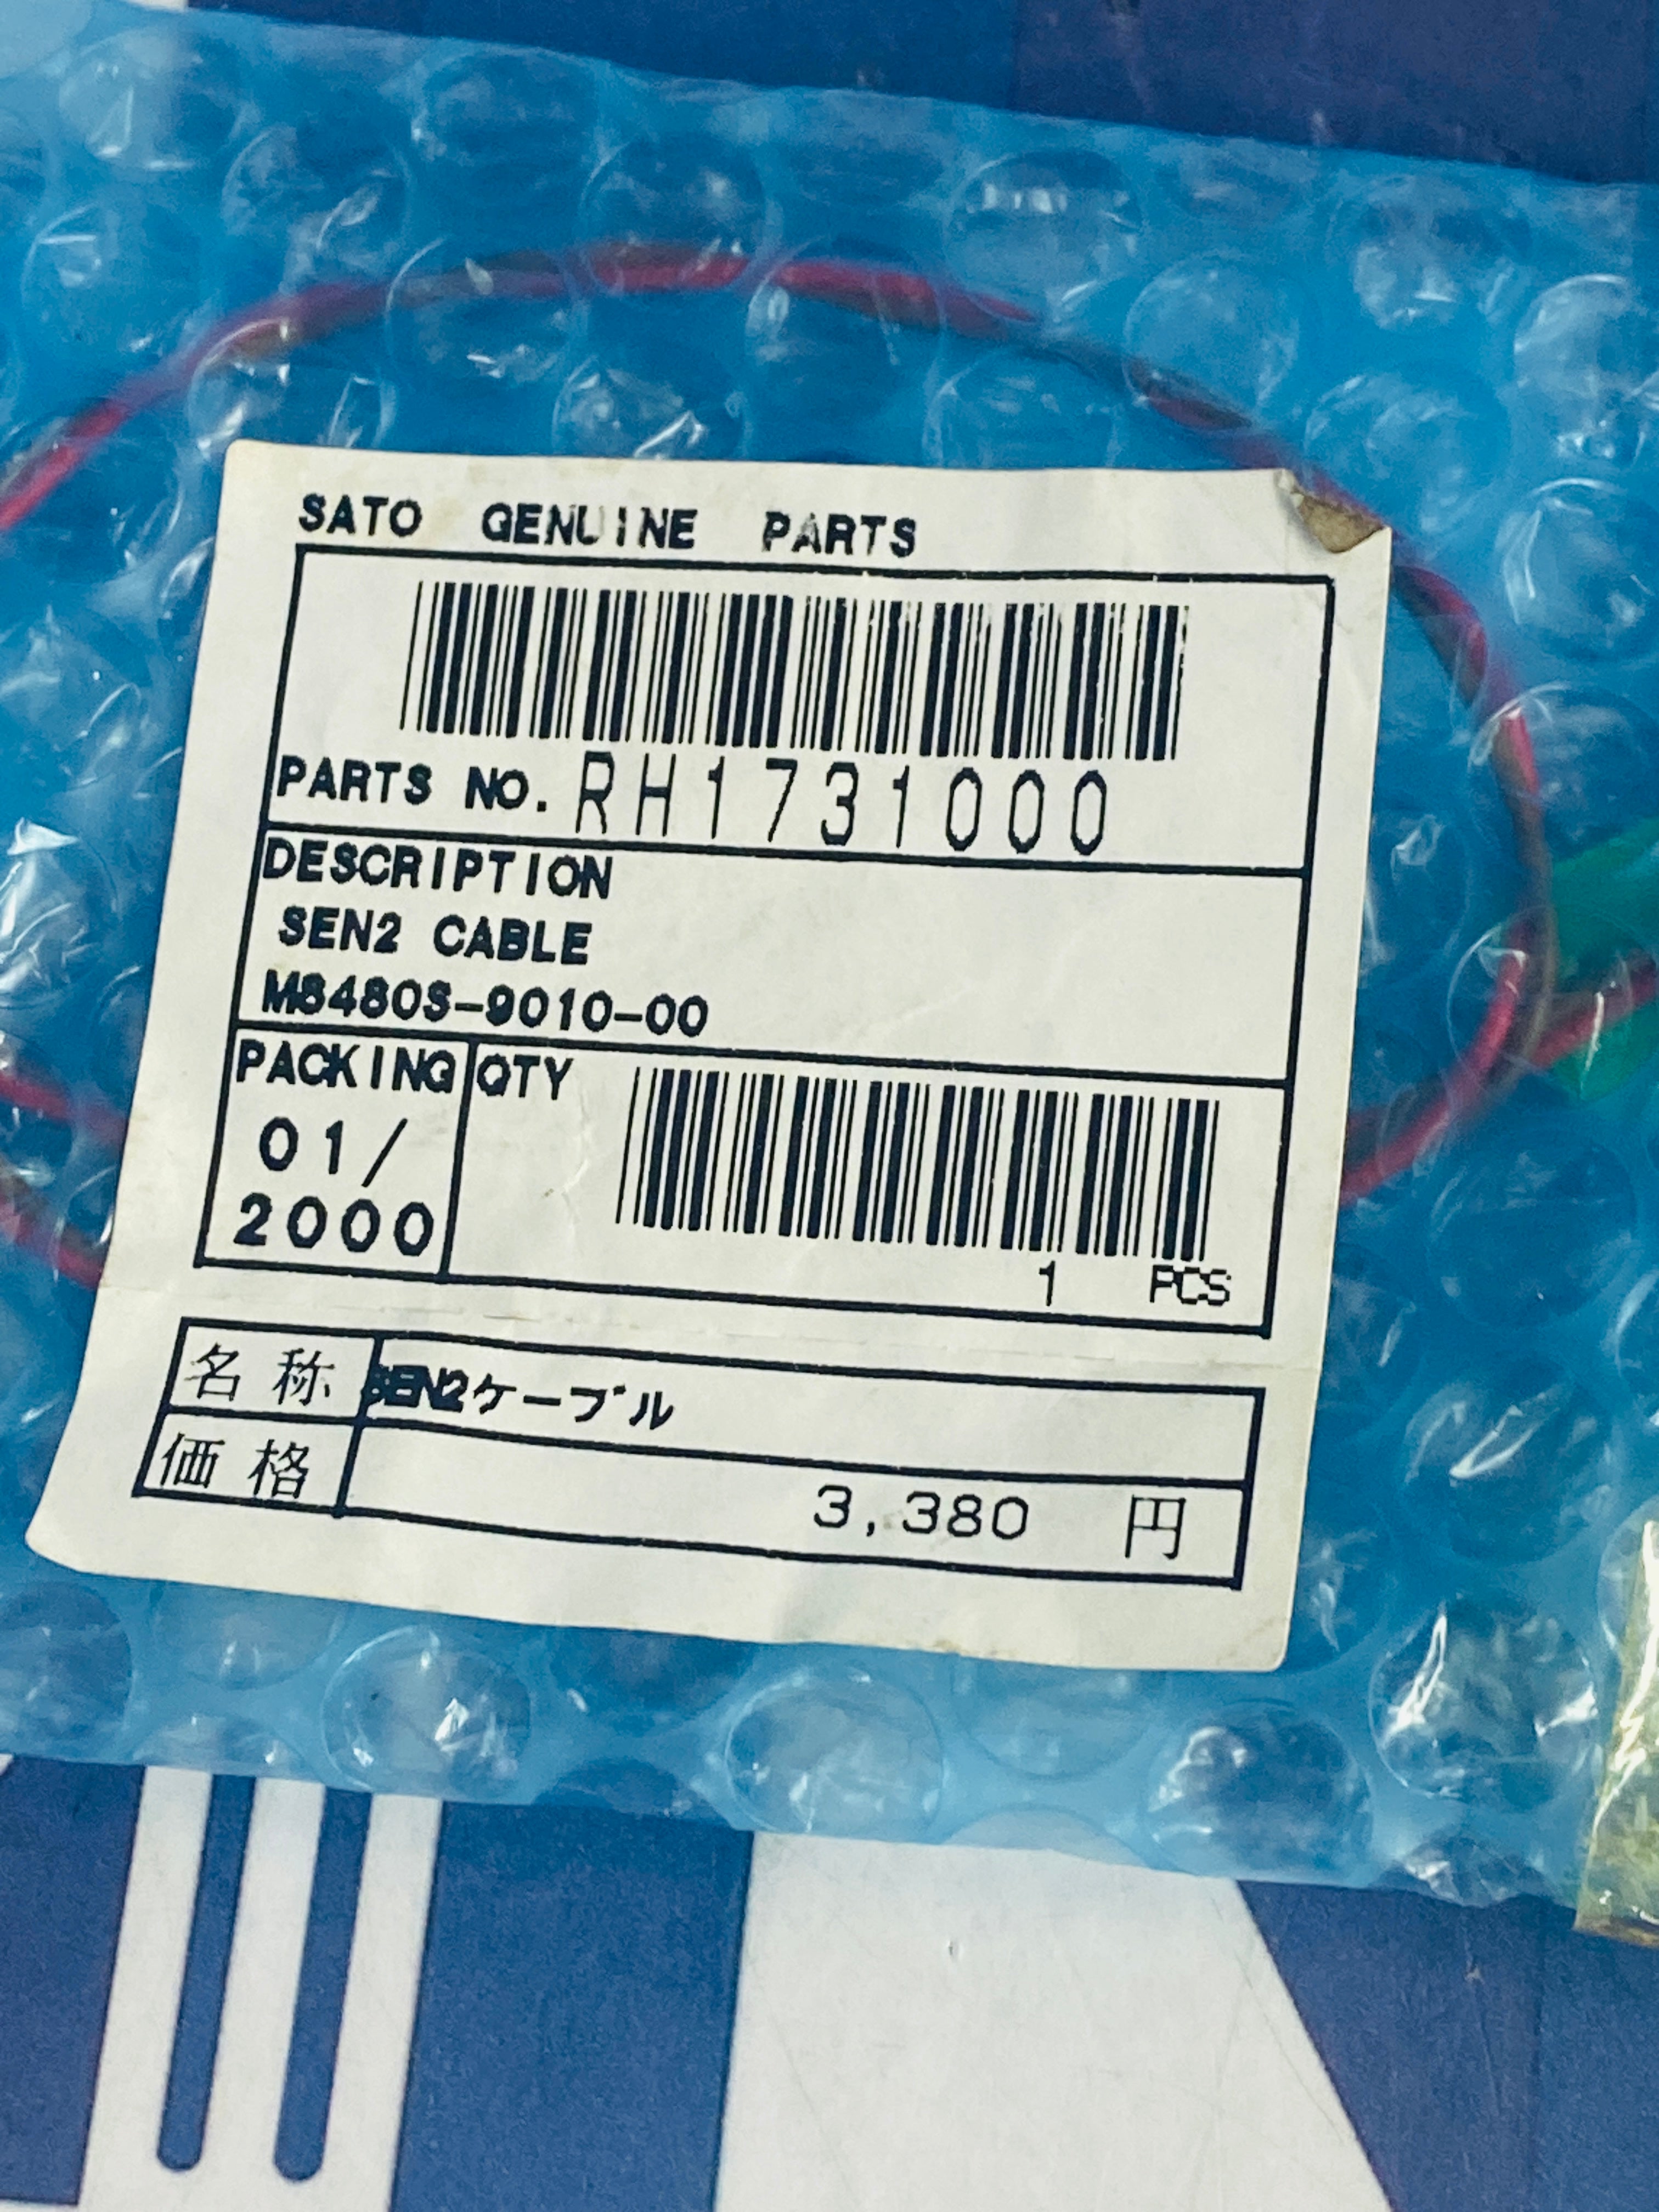 SATO GENUINE PARTS
PARTS NO. RH1731000
DESCRIPTION
SEN2 CABLE
M8480S-9010-00
PACKING QTY
01/
2000
1 PCS
名称 SEN2ケーブル
価格 3,380 円